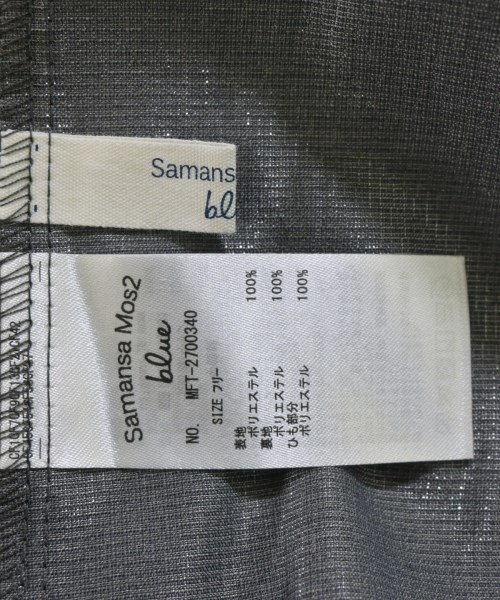 Samans
bl
Samansa Mos2
blue
NO. MFT-2700340
SIZE フリー
表地
ポリエステル 100%
裏地
ポリエステル 100%
ひも部分
ポリエステル 100%